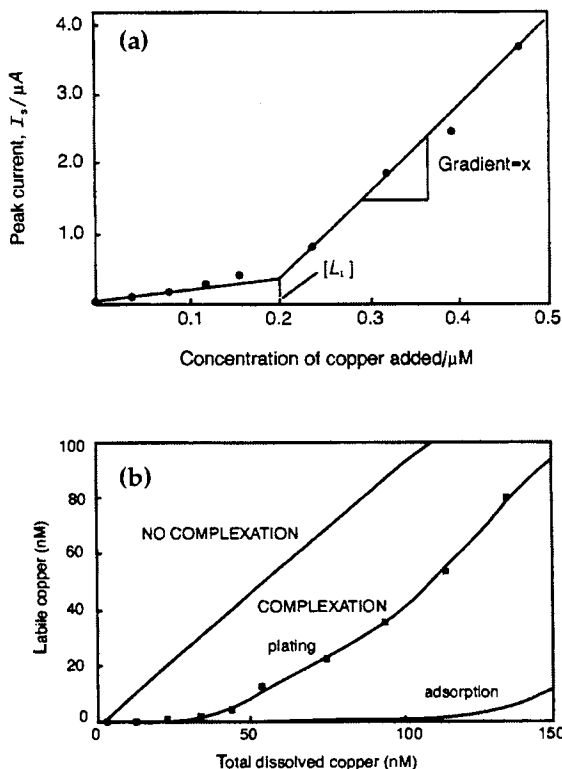 (a)
Peak current, I_s/μA
4.0
3.0
2.0
1.0
Gradient=x
[L_1]
0.1
0.2
0.3
0.4
0.5
Concentration of copper added/μM
(b)
Labile copper (nM)
100
80
60
40
20
0
NO COMPLEXATION
COMPLEXATION
plating
adsorption
0
50
100
150
Total dissolved copper (nM)